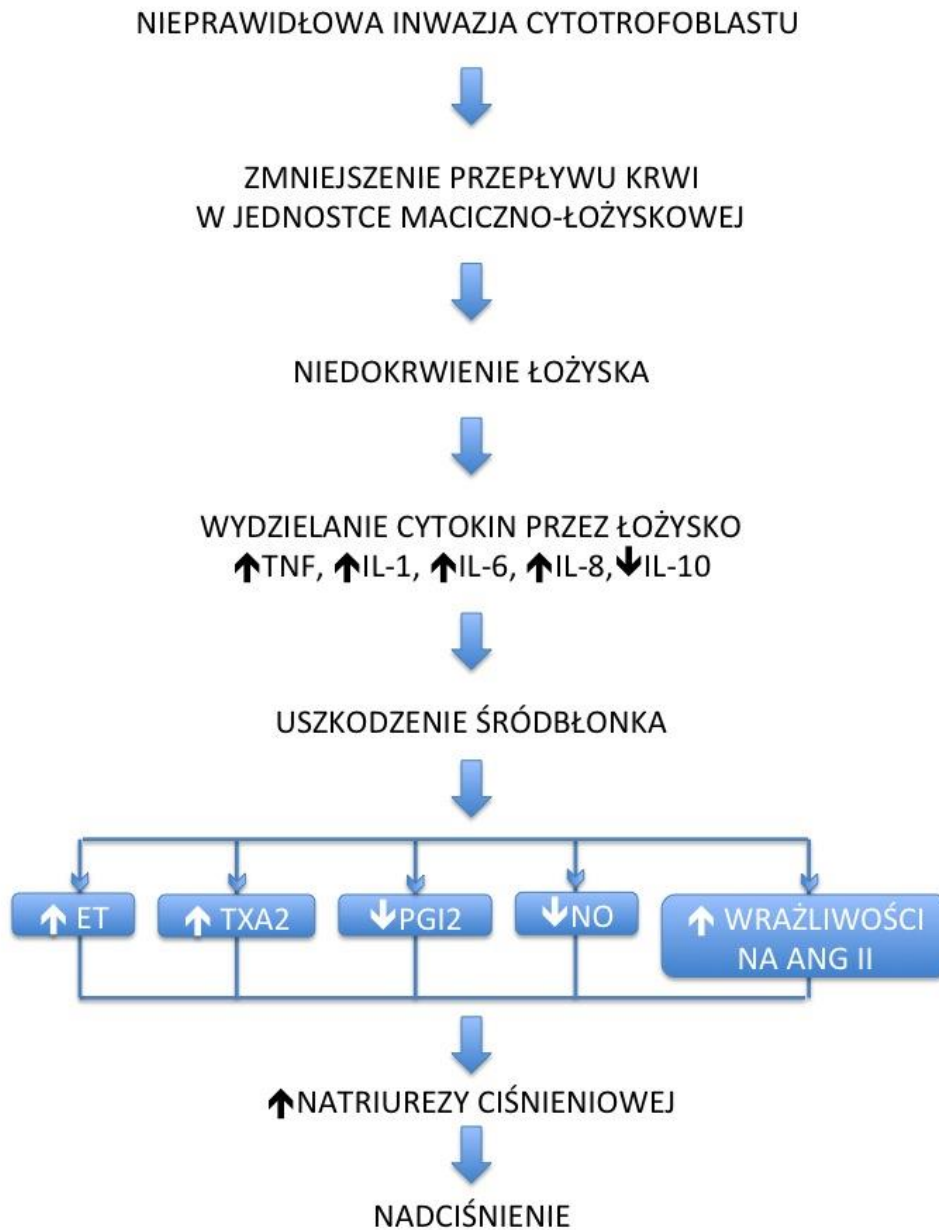 NIEPRAWIDŁOWA INWAZJA CYTOTROFOBLASTU
ZMNIEJSZENIE PRZEPŁYWU KRWI
W JEDNOSTCE MACICZNO-ŁOŻYSKOWEJ
NIEDOKRWIENIE ŁOŻYSKA
WYDZIELANIE CYTOKIN PRZEZ ŁOŻYSKO
↑TNF, ↑IL-1, ↑IL-6, ↑IL-8,↓IL-10
USZKODZENIE ŚRÓDBŁONKA
↑ ET
↑ TXA2
↓PGI2
↓NO
↑ WRAŻLIWOŚCI
NA ANG II
↑NATRIUREZY CIŚNIENIOWEJ
NADCIŚNIENIE